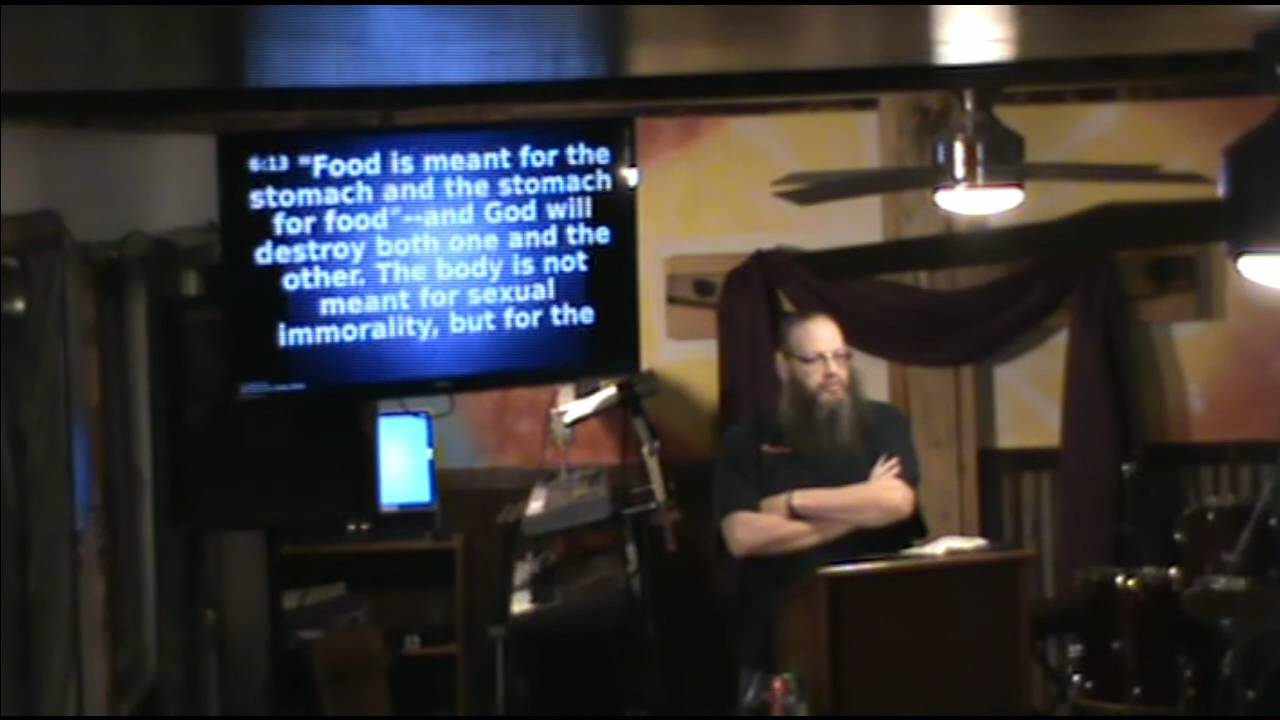 6:13 "Food is meant for the
stomach and the stomach
for food"--and God will
destroy both one and the
other. The body is not
meant for sexual
immorality, but for the